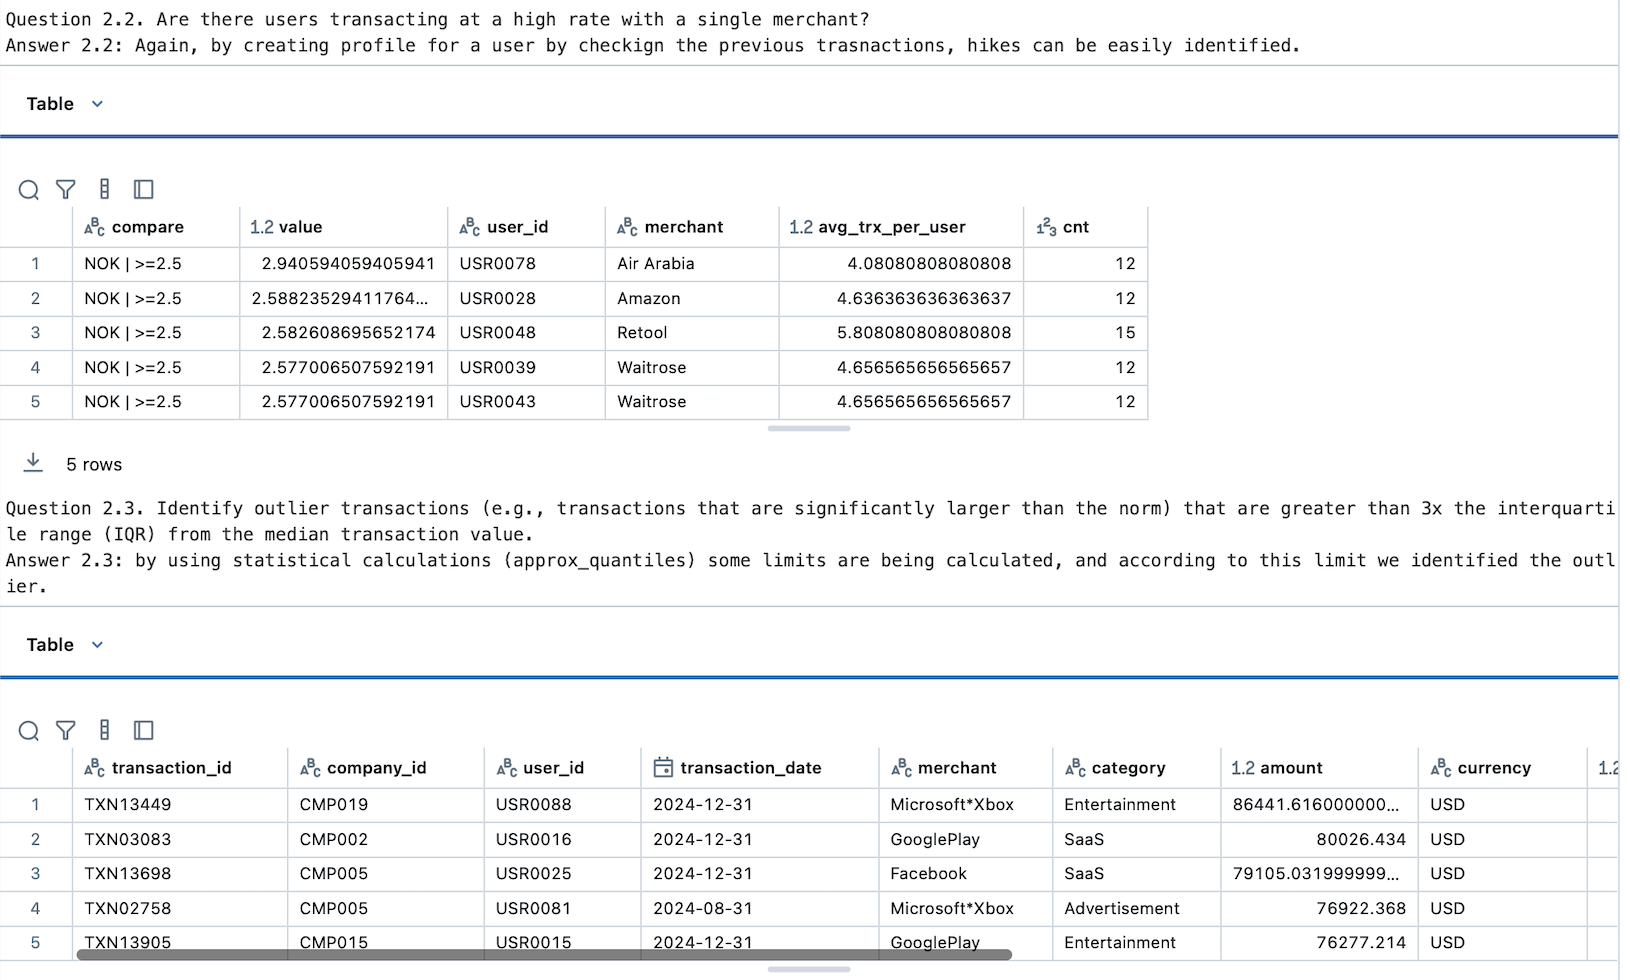 Question 2.2. Are there users transacting at a high rate with a single merchant?
Answer 2.2: Again, by creating profile for a user by checkign the previous trasnactions, hikes can be easily identified.
Table
compare 1.2 value user_id merchant 1.2 avg_trx_per_user cnt
1 NOK | >=2.5 2.940594059405941 USR0078 Air Arabia 4.08080808080808 12
2 NOK | >=2.5 2.58823529411764... USR0028 Amazon 4.636363636363637 12
3 NOK | >=2.5 2.582608695652174 USR0048 Retool 5.808080808080808 15
4 NOK | >=2.5 2.577006507592191 USR0039 Waitrose 4.656565656565657 12
5 NOK | >=2.5 2.577006507592191 USR0043 Waitrose 4.656565656565657 12
5 rows
Question 2.3. Identify outlier transactions (e.g., transactions that are significantly larger than the norm) that are greater than 3x the interquarti
le range (IQR) from the median transaction value.
Answer 2.3: by using statistical calculations (approx_quantiles) some limits are being calculated, and according to this limit we identified the outl
ier.
Table
transaction_id company_id user_id transaction_date merchant category 1.2 amount currency 1.2
1 TXN13449 CMP019 USR0088 2024-12-31 Microsoft*Xbox Entertainment 86441.616000000... USD
2 TXN03083 CMP002 USR0016 2024-12-31 GooglePlay SaaS 80026.434 USD
3 TXN13698 CMP005 USR0025 2024-12-31 Facebook SaaS 79105.031999999... USD
4 TXN02758 CMP005 USR0081 2024-08-31 Microsoft*Xbox Advertisement 76922.368 USD
5 TXN13905 CMP015 USR0015 2024-12-31 GooglePlay Entertainment 76277.214 USD